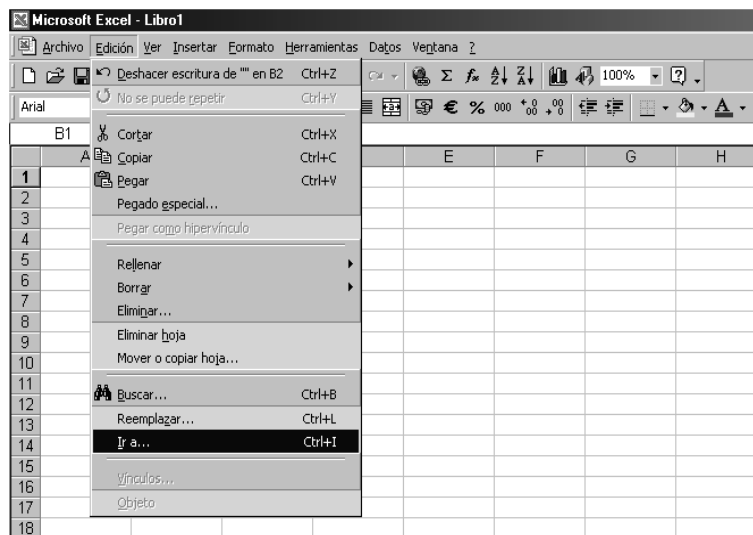 Microsoft Excel - Libro1
Archivo Edición Ver Insertar Formato Herramientas Datos Ventana ?
Deshacer escritura de "" en B2 Ctrl+Z
100%
No se puede repetir Ctrl+Y
Arial
€ % 000
B1
Cortar Ctrl+X
A E F G H
Copiar Ctrl+C
Pegar Ctrl+V
Pegado especial...
Pegar como hipervínculo
Rellenar
Borrar
Eliminar...
Eliminar hoja
Mover o copiar hoja...
Buscar... Ctrl+B
Reemplazar... Ctrl+L
Ir a... Ctrl+I
Vínculos...
Objeto
1
2
3
4
5
6
7
8
9
10
11
12
13
14
15
16
17
18